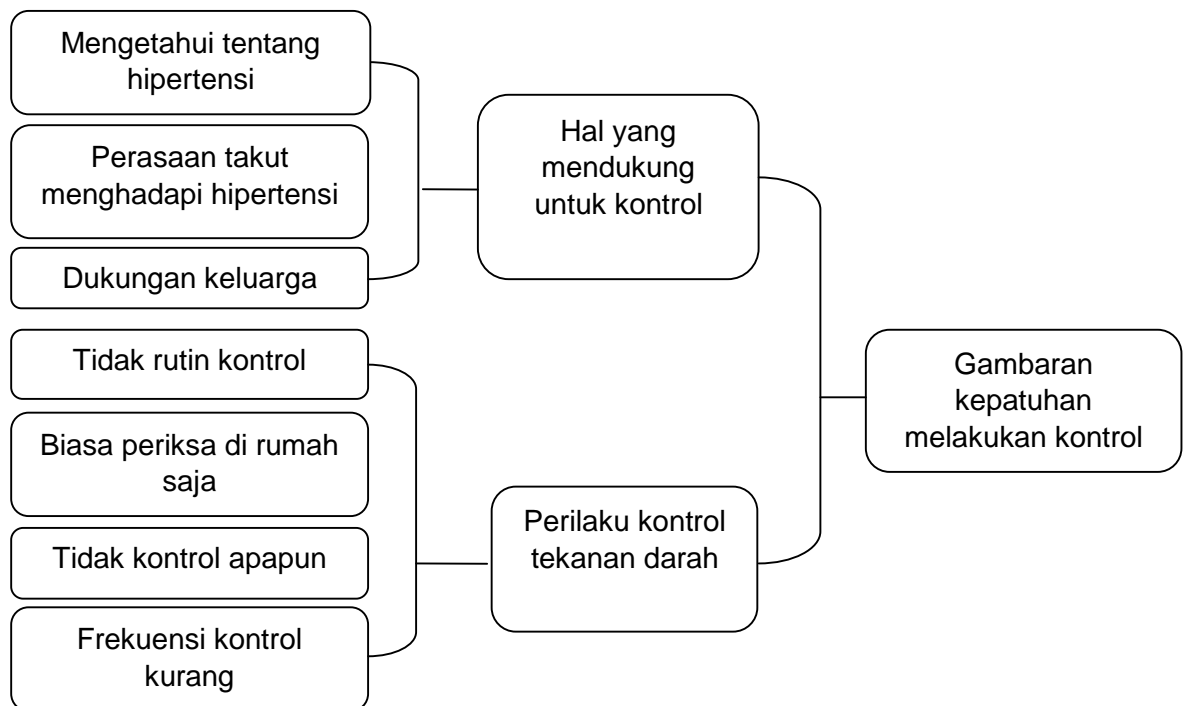 Mengetahui tentang
hipertensi
Perasaan takut
menghadapi hipertensi
Dukungan keluarga
Tidak rutin kontrol
Biasa periksa di rumah
saja
Tidak kontrol apapun
Frekuensi kontrol
kurang
Hal yang
mendukung
untuk kontrol
Perilaku kontrol
tekanan darah
Gambaran
kepatuhan
melakukan kontrol